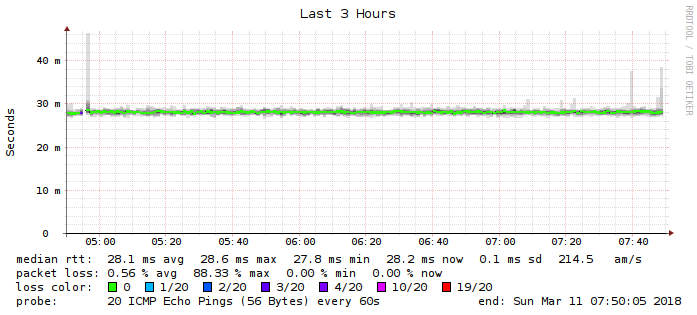 Last 3 Hours
RRDTOOL / TOBI OETIKER
Seconds
40 m
30 m
20 m
10 m
0
05:00 05:20 05:40 06:00 06:20 06:40 07:00 07:20 07:40
median rtt: 28.1 ms avg 28.6 ms max 27.8 ms min 28.2 ms now 0.1 ms sd 214.5 am/s
packet loss: 0.56 % avg 88.33 % max 0.00 % min 0.00 % now
loss color: 0 1/20 2/20 3/20 4/20 10/20 19/20
probe: 20 ICMP Echo Pings (56 Bytes) every 60s end: Sun Mar 11 07:50:05 2018